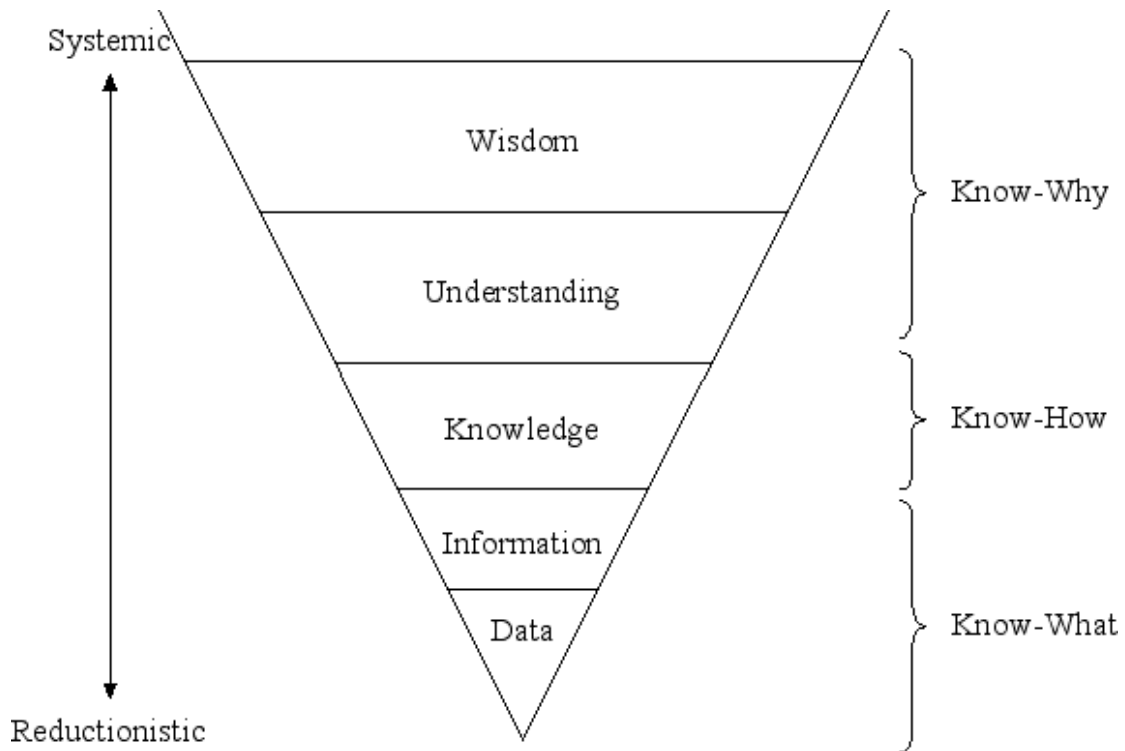 Systemic
Wisdom
Know-Why
Understanding
Knowledge
Know-How
Information
Data
Know-What
Reductionistic